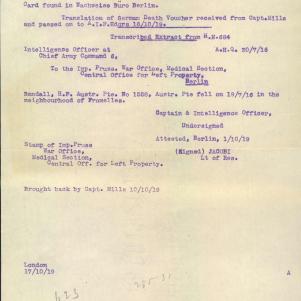 Card found in Nachweise Buro Berlin.
Translation of German Death Voucher received from Capt.Mills
and passed on to A.I.F.Hdqrs 18/10/19.
Transcribed Extract from H.M.624
Intelligence Officer at A.H.Q. 20/7/16
Chief Army Command 6,
To the Imp. Pruss. War Office, Medical Section,
Central Office for Left Property,
Berlin
Randall, H.F. Austr. Pte. No 1558, Austr. Pte fell on 19/7/16 in the
neighbourhood of Fromelles.
Captain & Intelligence Officer,
Undersigned
Attested, Berlin, 1/10/19
Stamp of Imp.Pruss (Signed) JACOBI
War Office, Lt of Res.
Medical Section,
Central Off. for Left Property.
Brought back by Capt. Mills 10/10/19
London
17/10/19 A